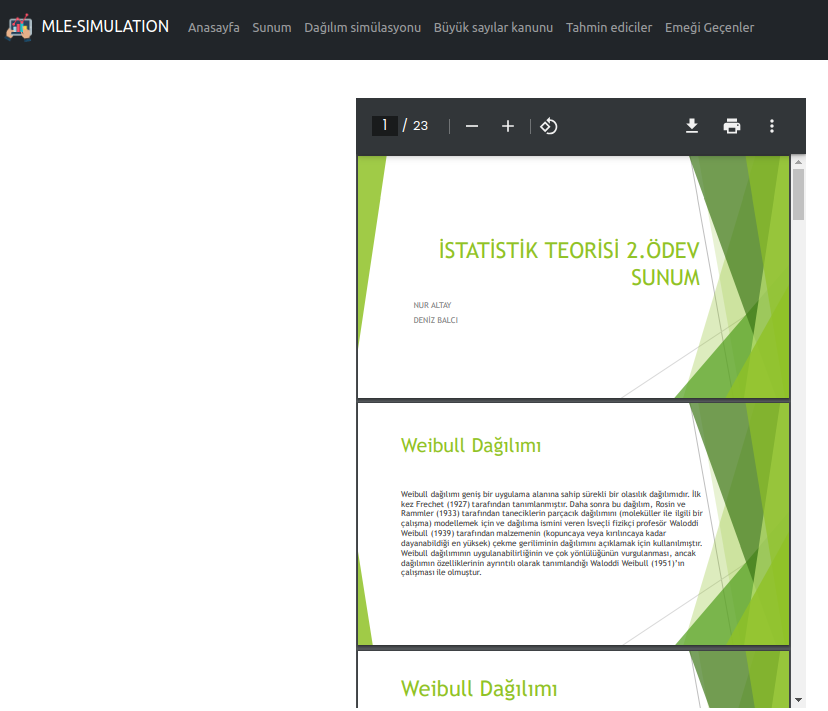 MLE-SIMULATION Anasayfa Sunum Dağılım simülasyonu Büyük sayılar kanunu Tahmin ediciler Emeği Geçenler
1 / 23
İSTATİSTİK TEORİSİ 2.ÖDEV
SUNUM
NUR ALTAY
DENİZ BALCI
Weibull Dağılımı
Weibull dağılım geniş bir uygulama alanına sahip sürekli bir olasılık dağılımıdır. İlk
kez Frechet (1927) tarafından tanımlanmıştır. Daha sonra bu dağılım, Rosin ve
Rammler (1933) tarafından taneciklerin parçacık dağılımını (moleküller ile ilgili bir
çalışma) modellemek için ve dağılıma ismini veren İsveçli fizikçi profesör Waloddi
Weibull (1939) tarafından malzemenin (kopuncaya veya kırılıncaya kadar
dayanabildiği en yüksek) çekme geriliminin dağılımını açıklamak için kullanılmıştır.
Weibull dağılımının uygulanabilirliğinin ve çok yönlülüğünün vurgulanması, ancak
dağılımın özelliklerinin ayrıntılı olarak tanımlandığı Waloddi Weibull (1951)'ın
çalışması ile olmuştur.
Weibull Dağılımı